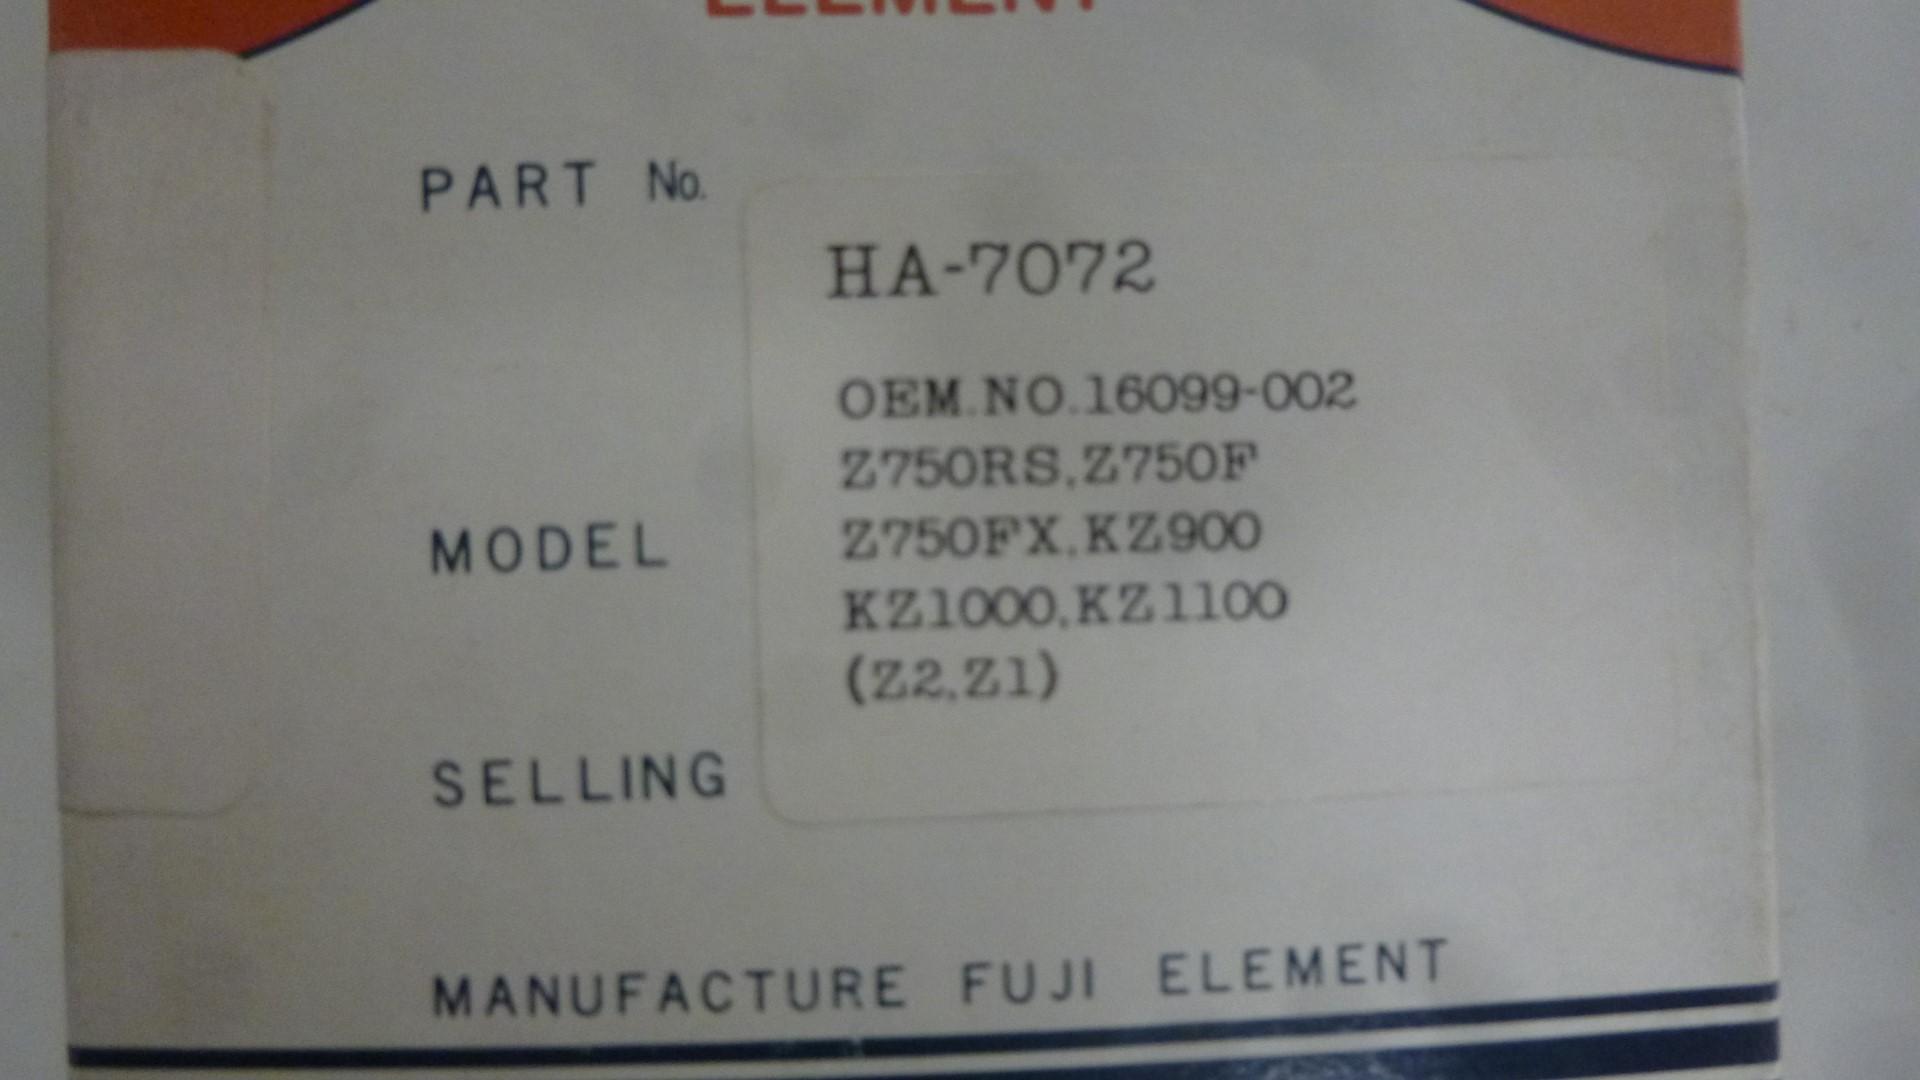 ELEMENT
PART No.
HA-7072
OEM.NO.16099-002
Z750RS,Z750F
MODEL
Z750FX,KZ900
KZ1000,KZ1100
(Z2,Z1)
SELLING
MANUFACTURE FUJI ELEMENT